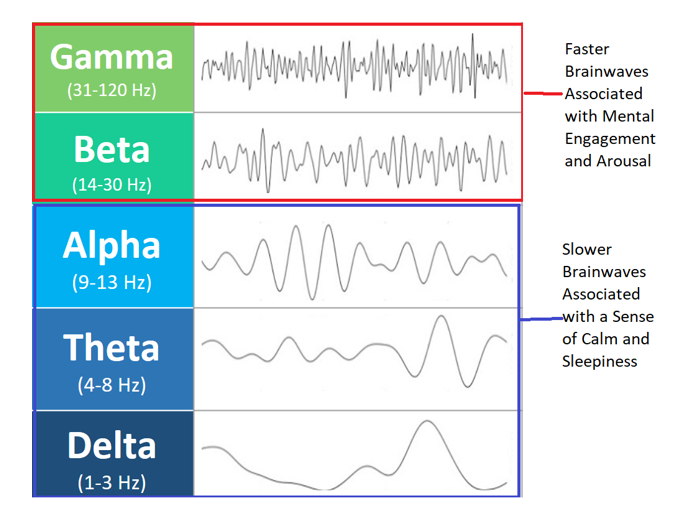 Gamma
(31-120 Hz)
Faster
Brainwaves
Associated
with Mental
Engagement
and Arousal
Beta
(14-30 Hz)
Alpha
(9-13 Hz)
Slower
Brainwaves
Associated
with a Sense
of Calm and
Sleepiness
Theta
(4-8 Hz)
Delta
(1-3 Hz)